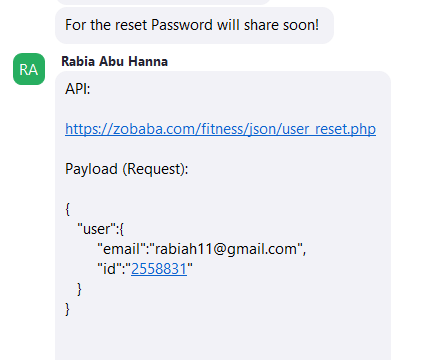 For the reset Password will share soon!
RA
Rabia Abu Hanna
API:
https://zobaba.com/fitness/json/user_reset.php
Payload (Request):
{
"user":{
"email":"rabiah11@gmail.com",
"id":"2558831"
}
}